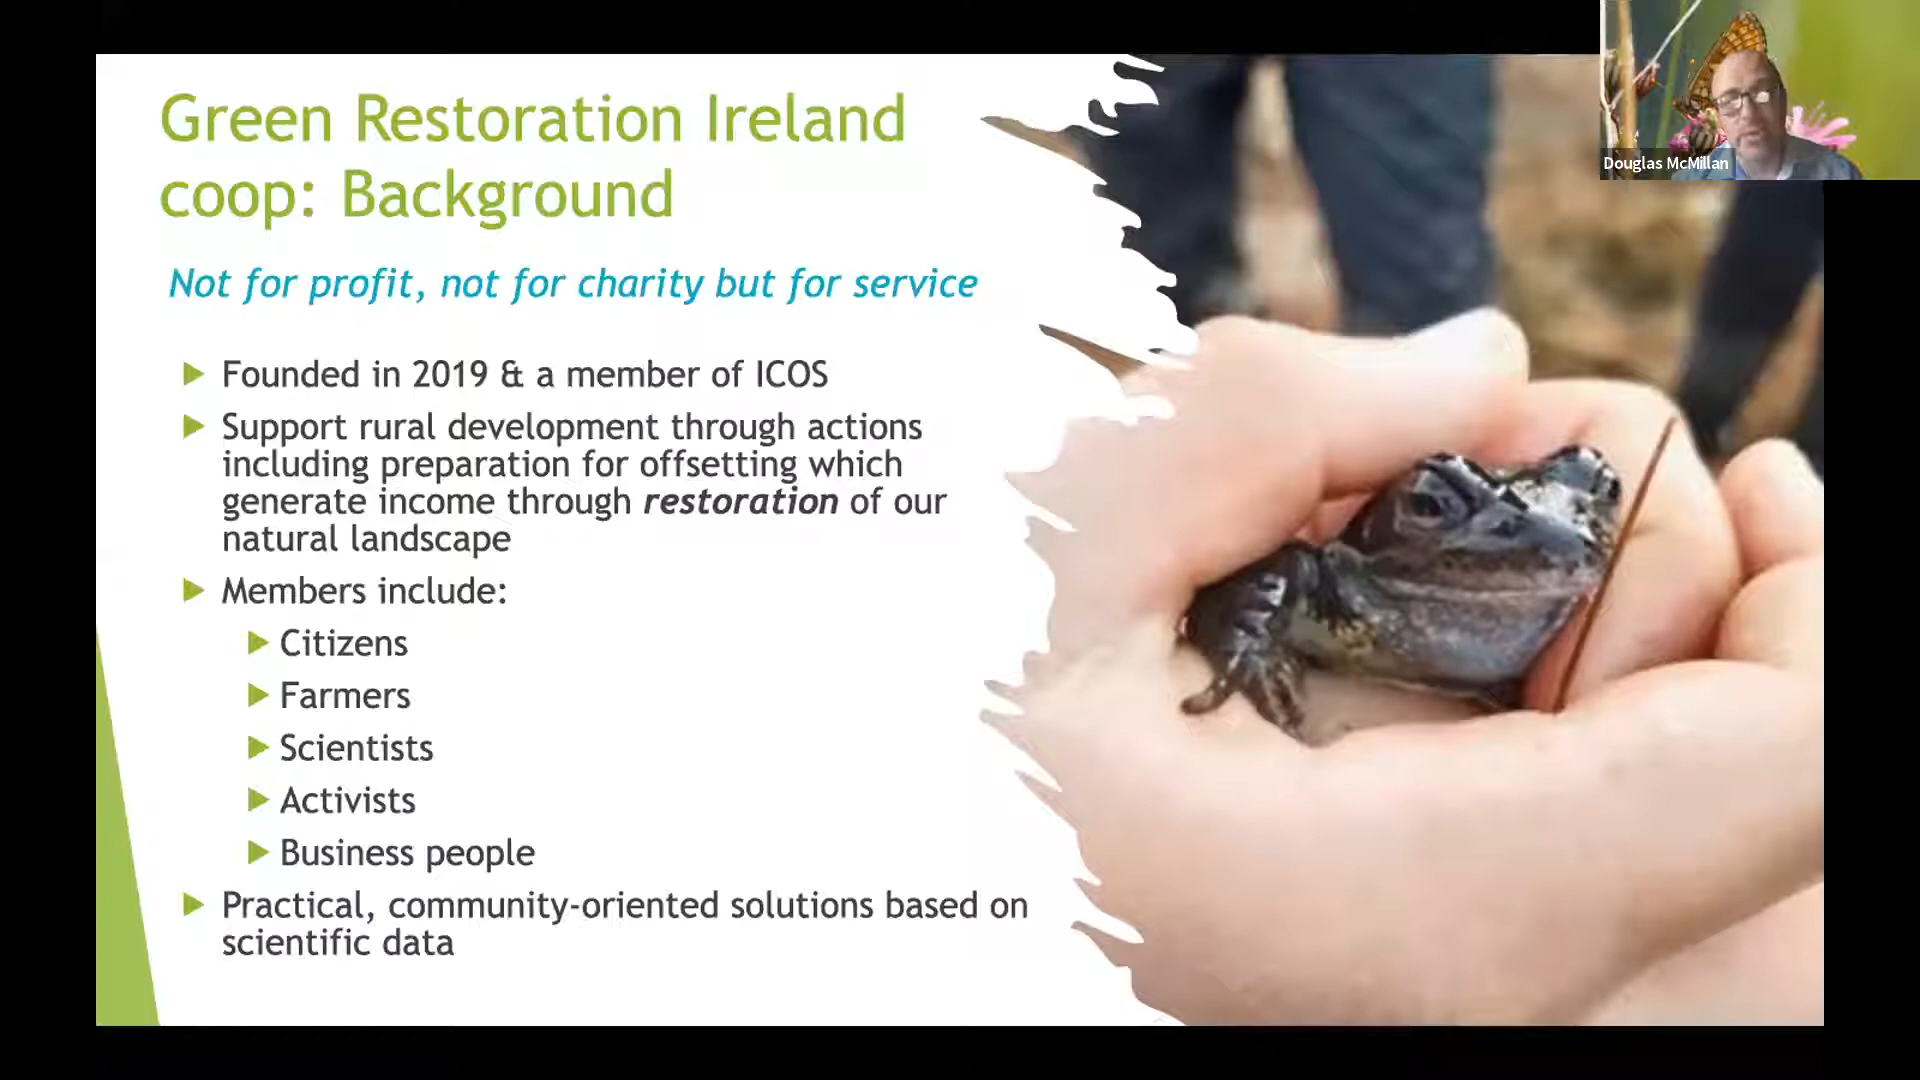 Green Restoration Ireland
coop: Background
Not for profit, not for charity but for service
Founded in 2019 & a member of ICOS
Support rural development through actions
including preparation for offsetting which
generate income through restoration of our
natural landscape
Members include:
Citizens
Farmers
Scientists
Activists
Business people
Practical, community-oriented solutions based on
scientific data
Douglas McMillan